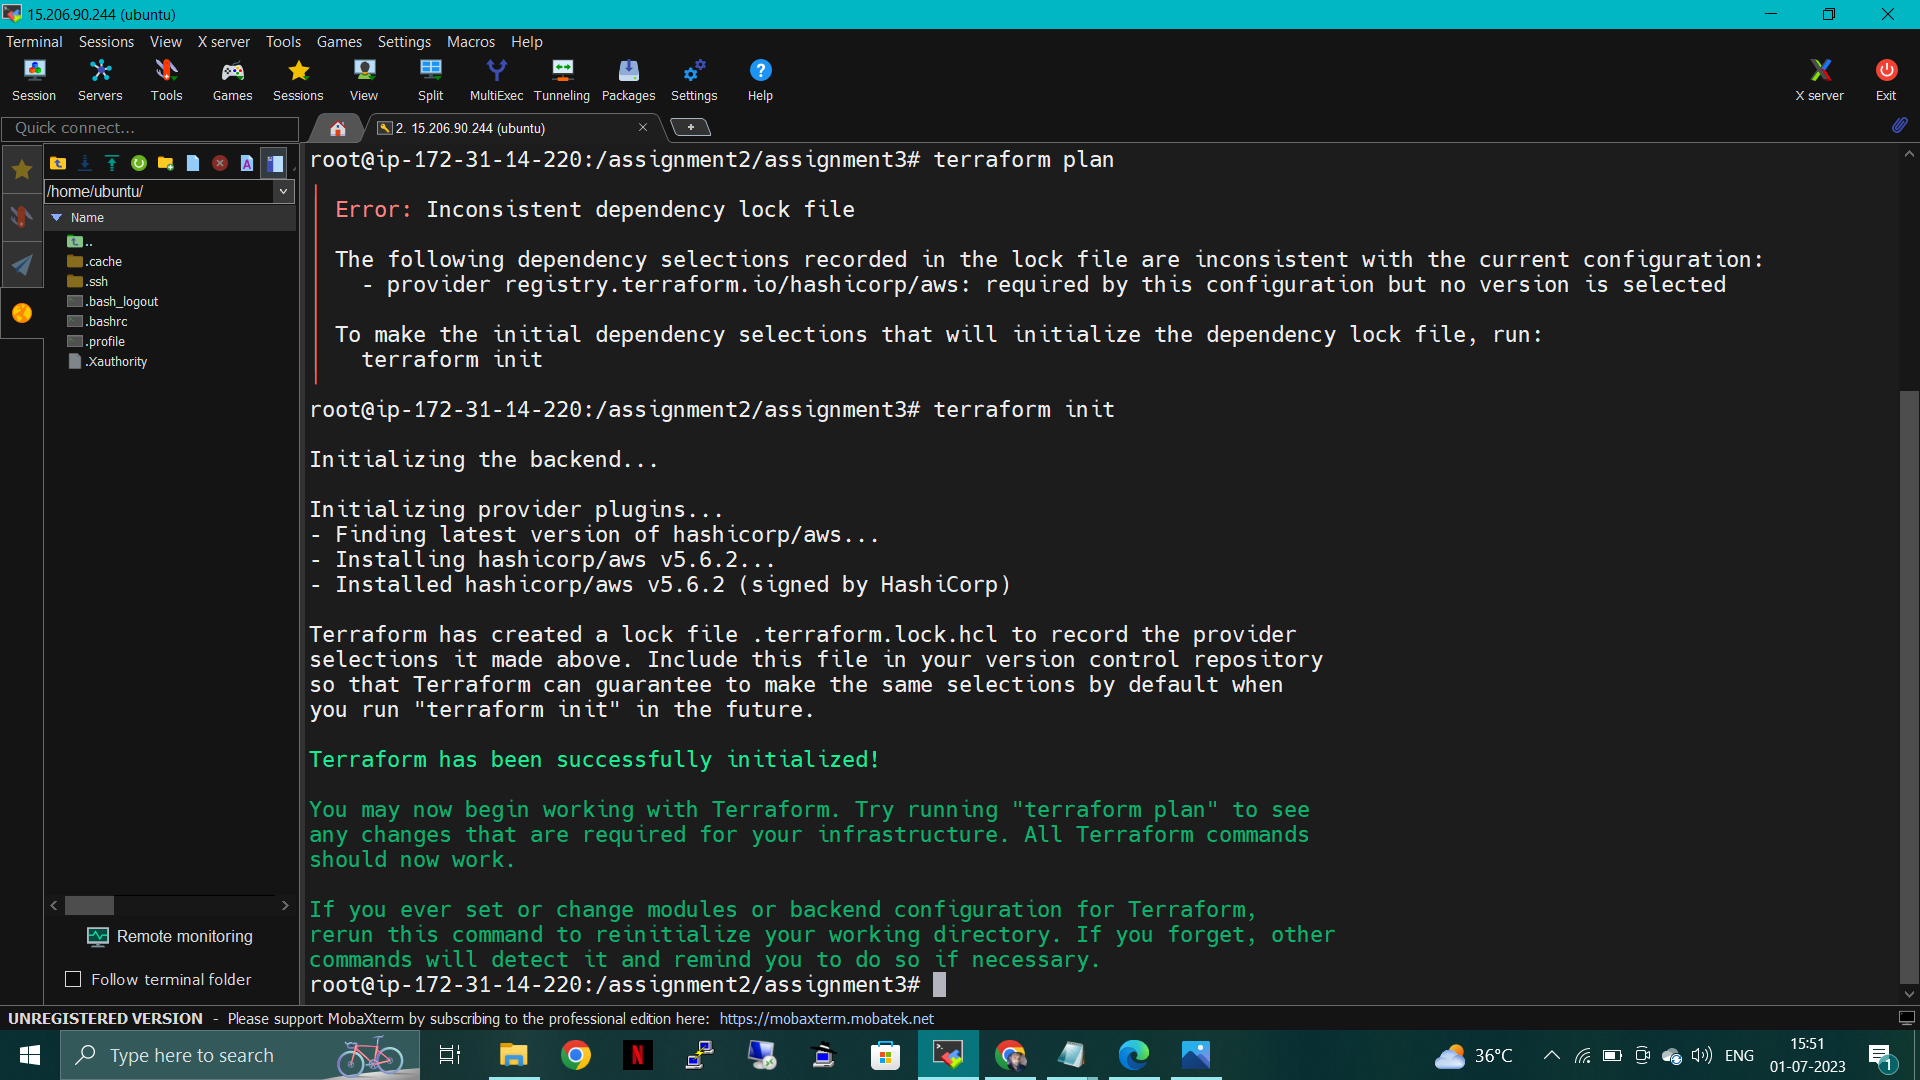 15.206.90.244 (ubuntu)
Terminal Sessions View X server Tools Games Settings Macros Help
Session Servers Tools Games Sessions View Split MultiExec Tunneling Packages Settings Help X server Exit
Quick connect...
2. 15.206.90.244 (ubuntu)
/home/ubuntu/
Name
..
.cache
.ssh
.bash_logout
.bashrc
.profile
.Xauthority
Remote monitoring
Follow terminal folder
root@ip-172-31-14-220:/assignment2/assignment3# terraform plan
Error: Inconsistent dependency lock file
The following dependency selections recorded in the lock file are inconsistent with the current configuration:
- provider registry.terraform.io/hashicorp/aws: required by this configuration but no version is selected
To make the initial dependency selections that will initialize the dependency lock file, run:
terraform init
root@ip-172-31-14-220:/assignment2/assignment3# terraform init
Initializing the backend...
Initializing provider plugins...
- Finding latest version of hashicorp/aws...
- Installing hashicorp/aws v5.6.2...
- Installed hashicorp/aws v5.6.2 (signed by HashiCorp)
Terraform has created a lock file .terraform.lock.hcl to record the provider
selections it made above. Include this file in your version control repository
so that Terraform can guarantee to make the same selections by default when
you run "terraform init" in the future.
Terraform has been successfully initialized!
You may now begin working with Terraform. Try running "terraform plan" to see
any changes that are required for your infrastructure. All Terraform commands
should now work.
If you ever set or change modules or backend configuration for Terraform,
rerun this command to reinitialize your working directory. If you forget, other
commands will detect it and remind you to do so if necessary.
root@ip-172-31-14-220:/assignment2/assignment3#
UNREGISTERED VERSION - Please support MobaXterm by subscribing to the professional edition here: https://mobaxterm.mobatek.net
Type here to search
36°C
ENG
15:51
01-07-2023
1